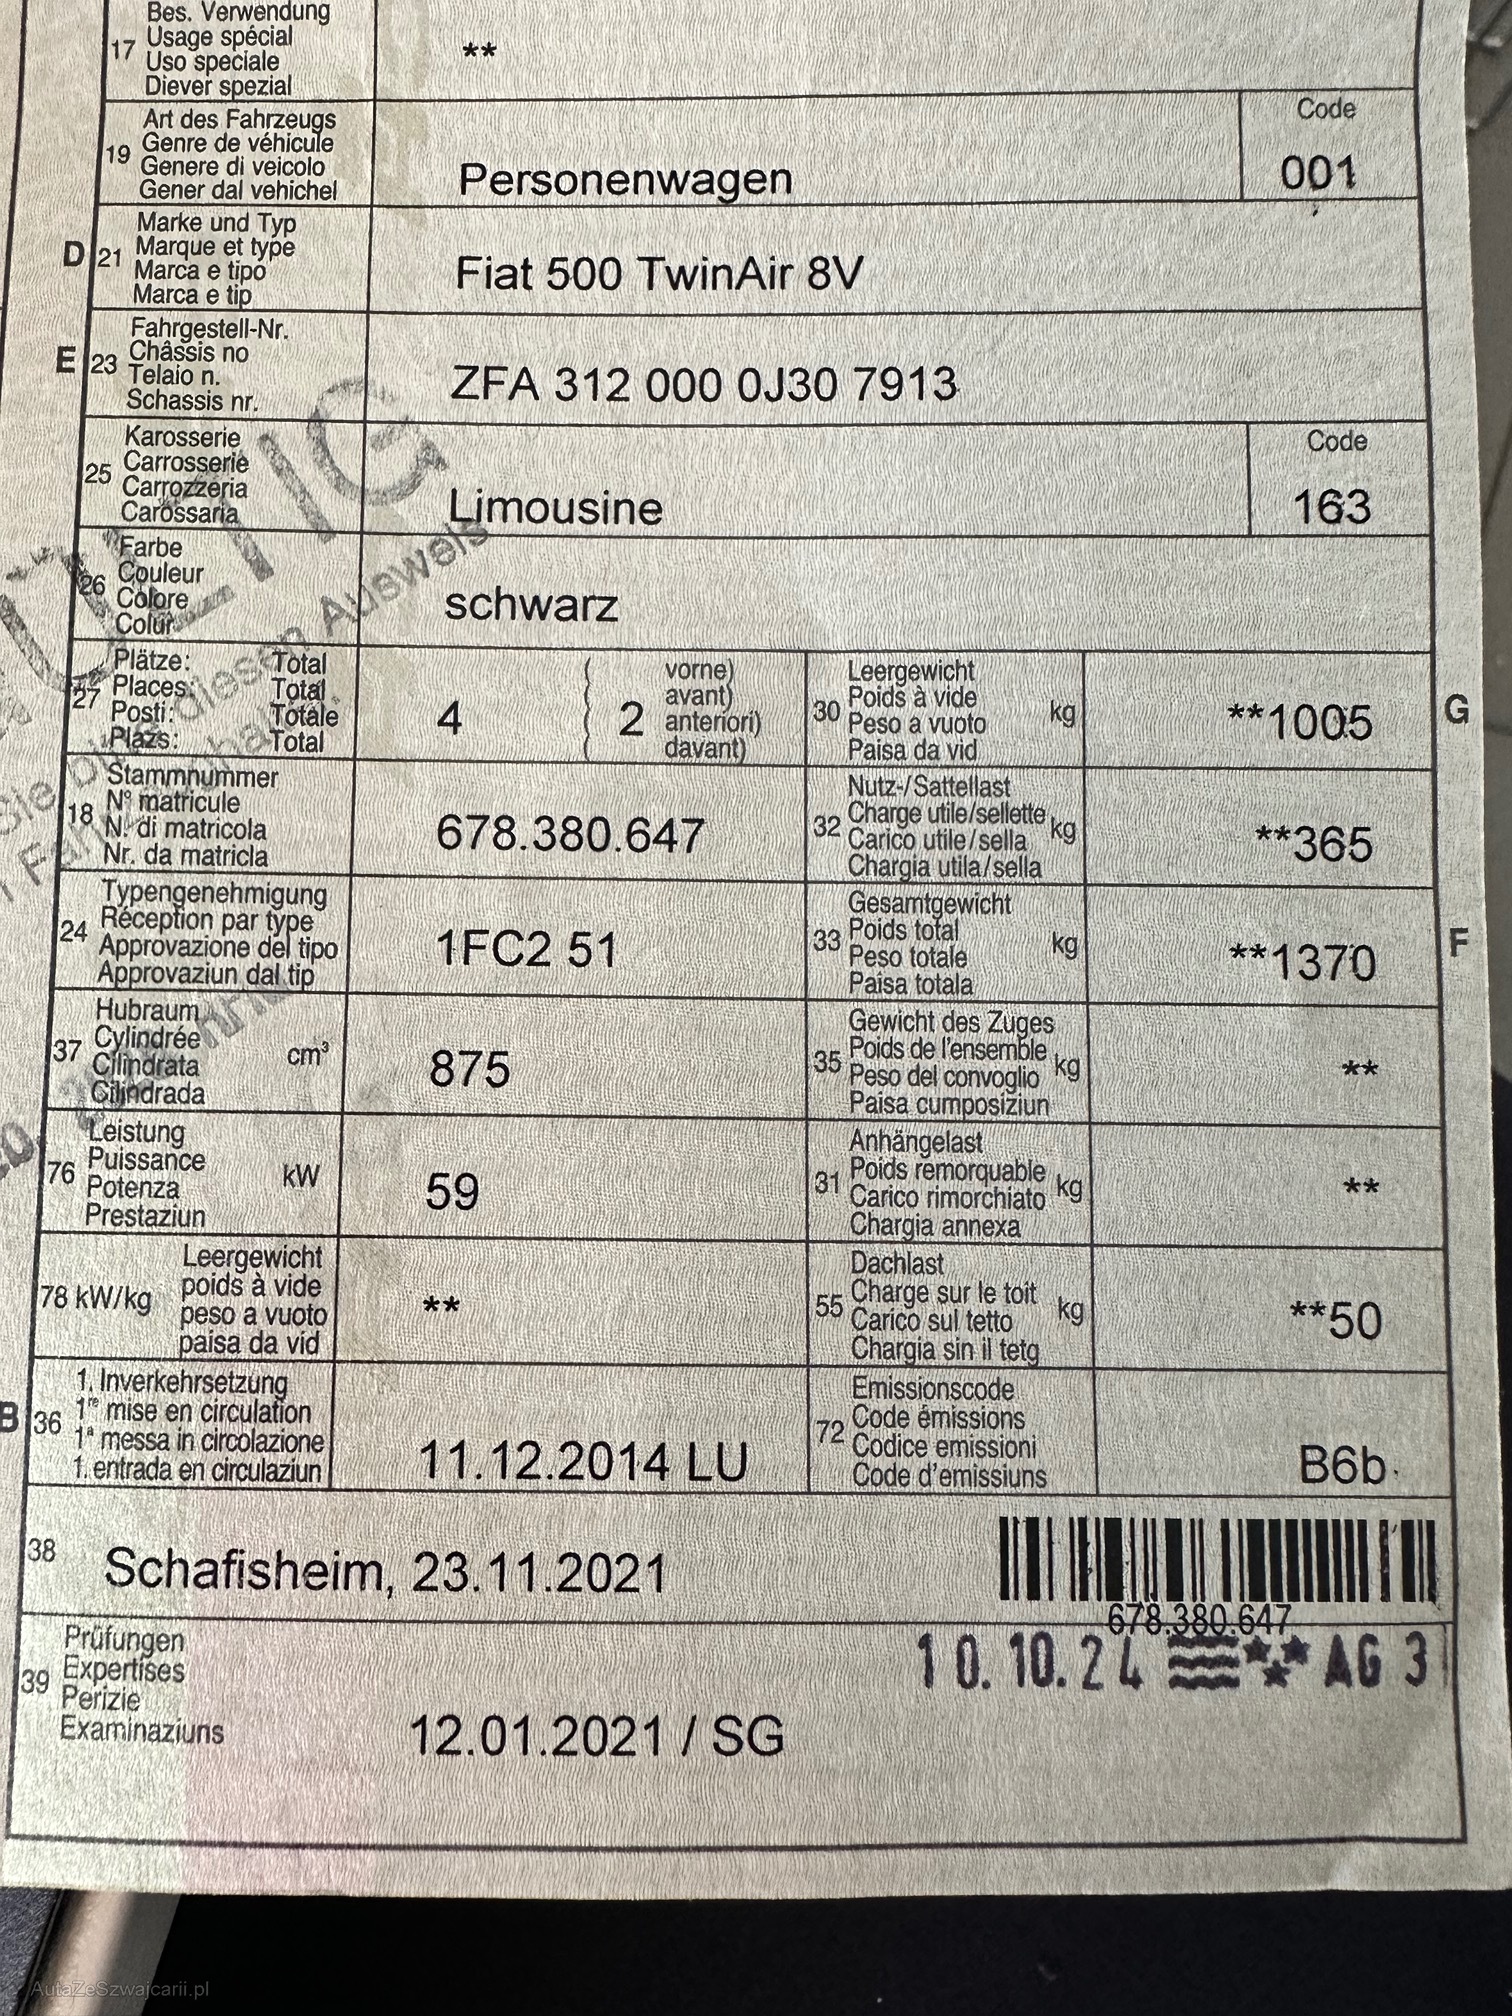 Bes. Verwendung
17 Usage spécial
Uso speciale
Diever spezial
**
Art des Fahrzeugs
19 Genre de véhicule
Genere di veicolo
Gener dal vehichel
Personenwagen
Code
001
Marke und Typ
D 21 Marque et type
Marca e tipo
Marca e tip
Fiat 500 TwinAir 8V
Fahrgestell-Nr.
E 23 Châssis no
Telaio n.
Schassis nr.
ZFA 312 000 0J30 7913
Karosserie
25 Carrosserie
Carrozzeria
Carossaria
Limousine
Code
163
Farbe
26 Couleur
Colore
Colur
schwarz
Plätze: Total
27 Places: Total
Posti: Totale
Plazs: Total
4
2
vorne)
avant)
anteriori)
davant)
Leergewicht
30 Poids à vide kg
Peso a vuoto
Paisa da vid
**1005
G
Stammnummer
18 N° matricule
N. di matricola
Nr. da matricla
678.380.647
Nutz-/Sattellast
32 Charge utile/sellette kg
Carico utile/sella
Chargia utila/sella
**365
Typengenehmigung
24 Réception par type
Approvazione del tipo
Approvaziun dal tip
1FC2 51
Gesamtgewicht
33 Poids total kg
Peso totale
Paisa totala
**1370
F
Hubraum
37 Cylindrée cm³
Cilindrata
Cilindrada
875
Gewicht des Zuges
35 Poids de l'ensemble kg
Peso del convoglio
Paisa cumposiziun
**
Leistung
76 Puissance kW
Potenza
Prestaziun
59
Anhängelast
31 Poids remorquable kg
Carico rimorchiato
Chargia annexa
**
Leergewicht
78 kW/kg poids à vide
peso a vuoto
paisa da vid
**
Dachlast
55 Charge sur le toit kg
Carico sul tetto
Chargia sin il tetg
**50
1. Inverkehrsetzung
B 36 1re mise en circulation
1a messa in circolazione
1. entrada en circulaziun
11.12.2014 LU
Emissionscode
72 Code émissions
Codice emissioni
Code d'emissiuns
B6b
38
Schafisheim, 23.11.2021
678.380.647
Prüfungen
39 Expertises
Perizie
Examinaziuns
10.10.24 AG 3
12.01.2021 / SG
diesen Ausweis
AutaZeSzwajcarii.pl